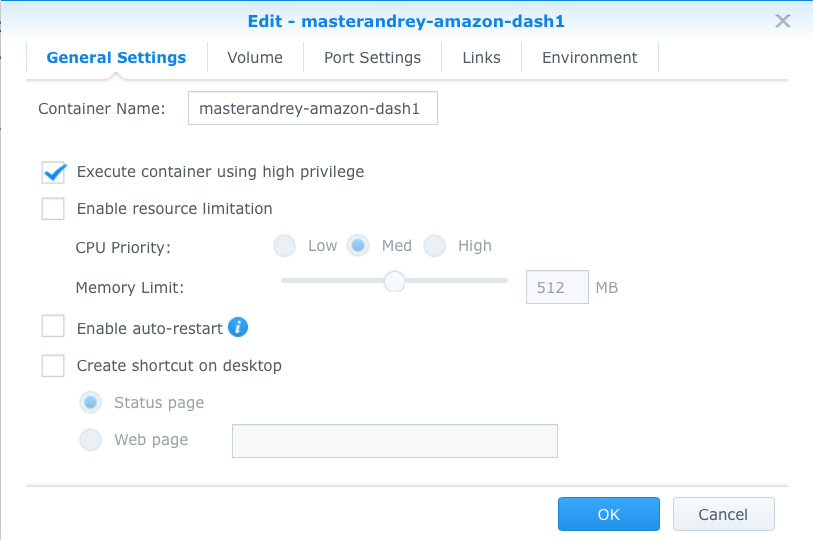 Edit - masterandrey-amazon-dash1
General Settings Volume Port Settings Links Environment
Container Name: masterandrey-amazon-dash1
Execute container using high privilege
Enable resource limitation
CPU Priority: Low Med High
Memory Limit: 512 MB
Enable auto-restart i
Create shortcut on desktop
Status page
Web page
OK Cancel